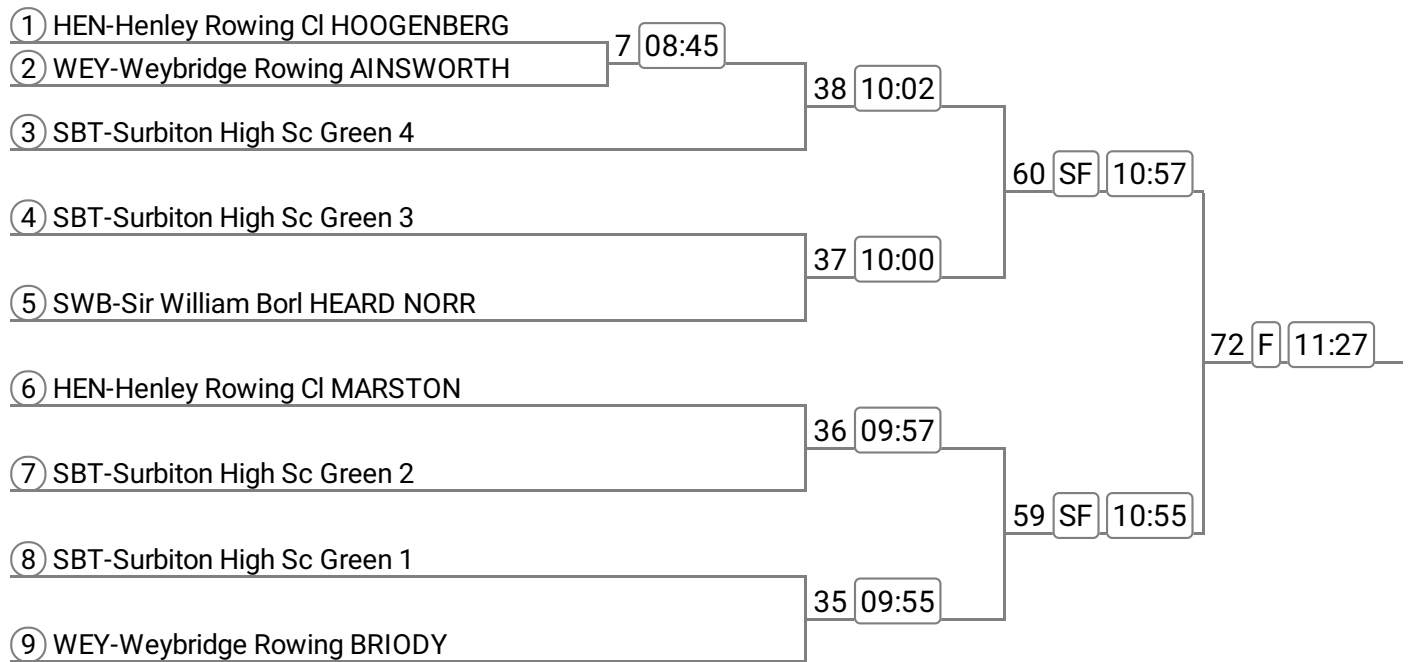 1 HEN-Henley Rowing Cl HOOGENBERG
7 08:45
2 WEY-Weybridge Rowing AINSWORTH
38 10:02
3 SBT-Surbiton High Sc Green 4
60 SF 10:57
4 SBT-Surbiton High Sc Green 3
37 10:00
5 SWB-Sir William Borl HEARD NORR
72 F 11:27
6 HEN-Henley Rowing Cl MARSTON
36 09:57
7 SBT-Surbiton High Sc Green 2
59 SF 10:55
8 SBT-Surbiton High Sc Green 1
35 09:55
9 WEY-Weybridge Rowing BRIODY